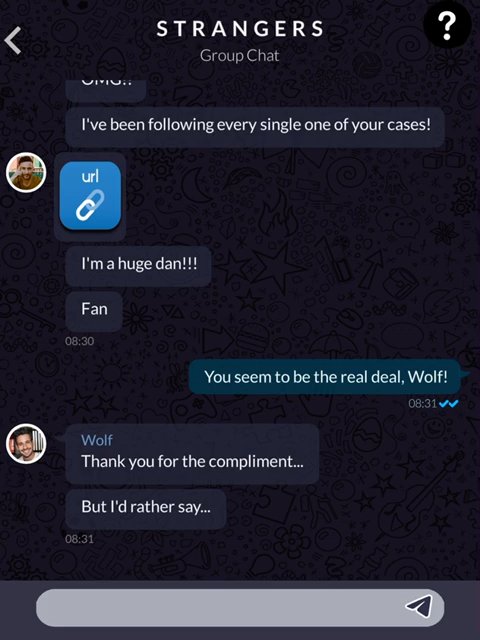 STRANGERS
Group Chat
OMG!!
I've been following every single one of your cases!
url
I'm a huge dan!!!
Fan
08:30
You seem to be the real deal, Wolf!
08:31
Wolf
Thank you for the compliment...
But I'd rather say...
08:31
?